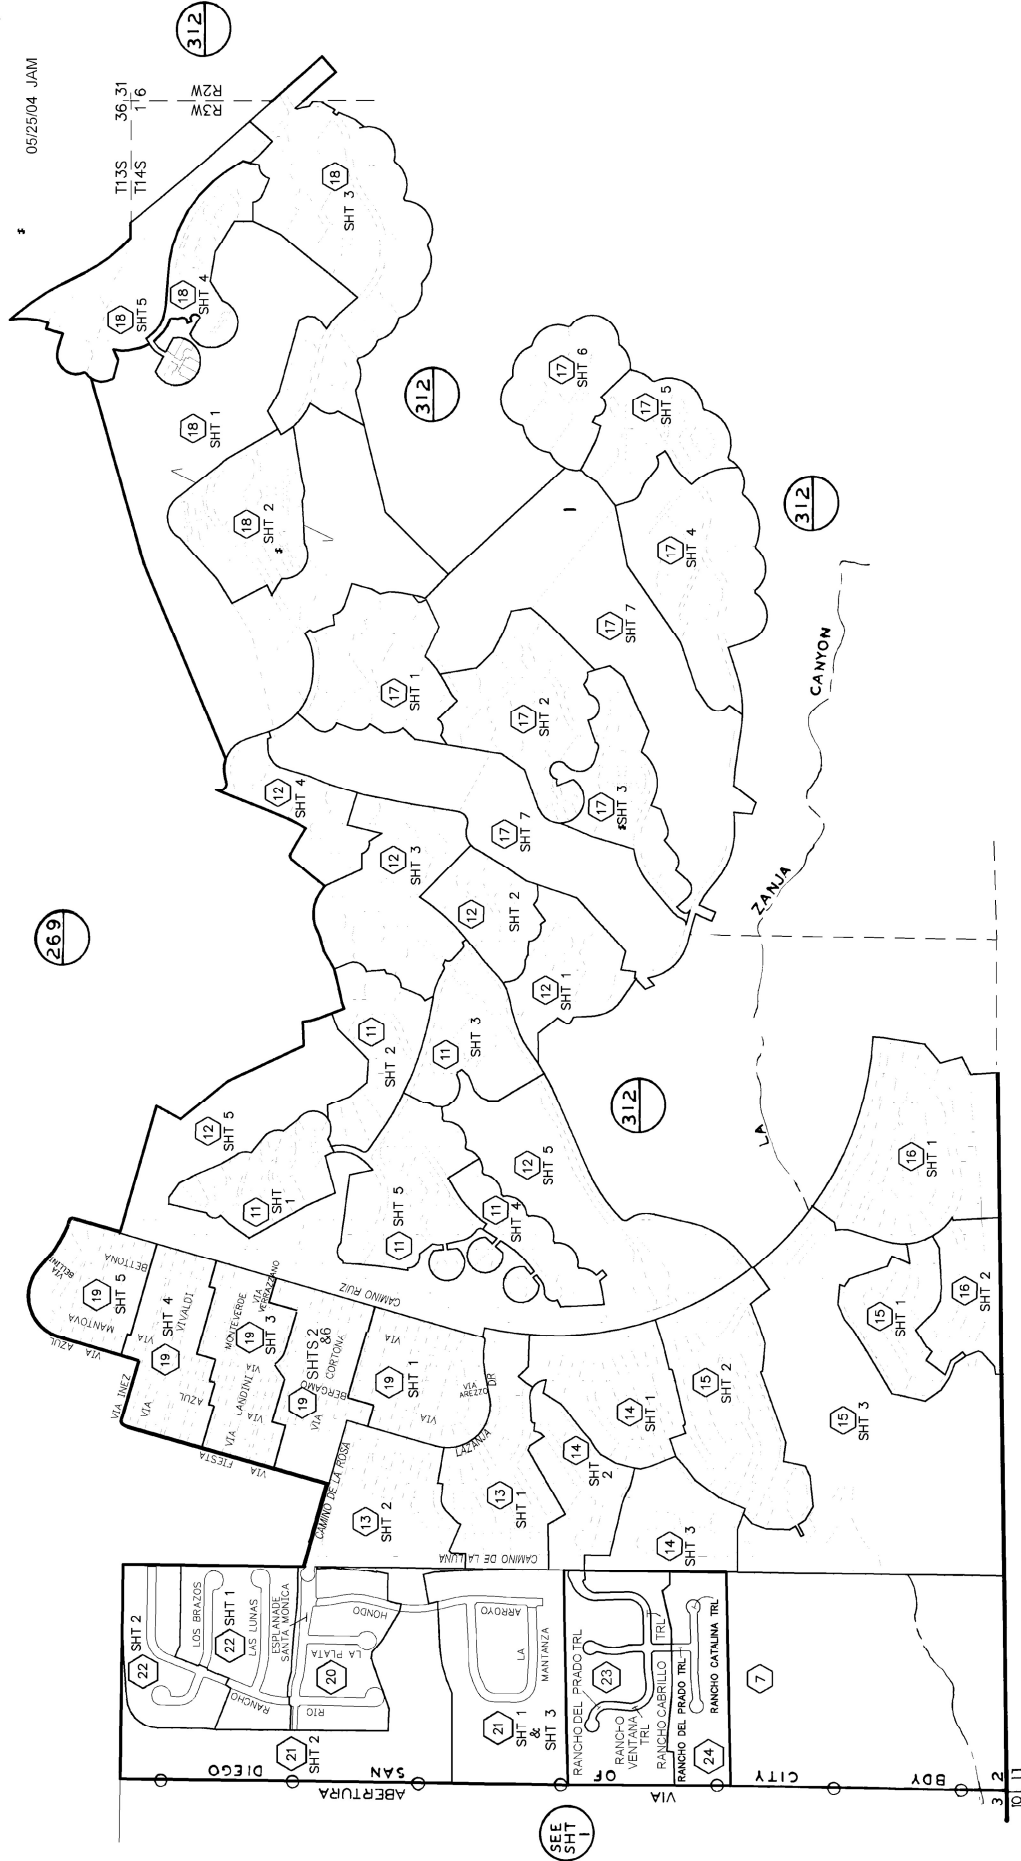 05/25/04 JAM
312
T13S
T14S
36 31
1 6
R3W
R2W
18
SHT 5
18
SHT 4
18
SHT 3
18
SHT 1
18
SHT 2
312
17
SHT 6
17
SHT 5
312
17
SHT 4
1
17
SHT 7
17
SHT 1
17
SHT 2
17
SHT 3
17
SHT 7
LA
ZANJA
CANYON
12
SHT 4
12
SHT 3
12
SHT 2
12
SHT 1
269
11
SHT 2
11
SHT 3
312
12
SHT 5
11
SHT 1
11
SHT 5
12
SHT 5
11
SHT 4
16
SHT 1
15
SHT 1
16
SHT 2
15
SHT 3
15
SHT 2
14
SHT 1
14
SHT 2
14
SHT 3
13
SHT 1
13
SHT 2
19
SHT 5
VIA
BELLINI
BETTONA
MANTOVA
VIA AZUL
VIA INEZ
19
SHT 4
VIA
VIVALDI
VIA
AZUL
MONTEVERDE
VIA
VERRAZZANO
19
SHT 3
VIA
LANDINI
VIA
VIA
VIA FIESTA
19
SHTS 2
&6
CORTONA
BERGAMO
VIA
CAMINO RUIZ
19
SHT 1
VIA
VIA
AREZZO
VIA
DR
LAZANJA
CAMINO DE LA ROSA
CAMINO DE LA LUNA
22
SHT 2
LOS BRAZOS
22
SHT 1
LAS LUNAS
ESPLANADE
SANTA MONICA
RANCHO
HONDO
LA PLATA
20
RIO
21
SHT 2
ARROYO
LA
MANTANZA
21
SHT 1
&
SHT 3
RANCHO DEL PRADO TRL
23
RANCHO
VENTANA
TRL
RANCHO CABRILLO TRL
RANCHO DEL PRADO TRL
RANCHO CATALINA TRL
24
7
CITY OF SAN DIEGO BDY
VIA ABERTURA
SEE
SHT
1
3 2
10 11